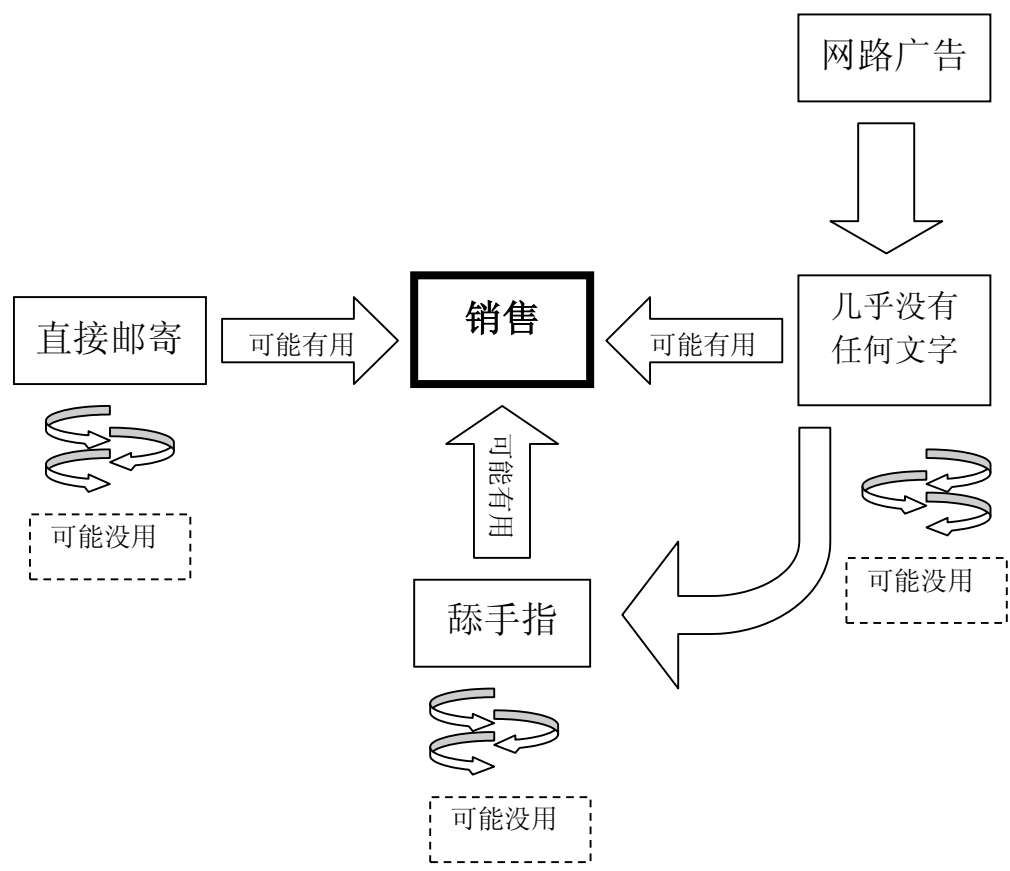 网路广告
几乎没有
任何文字
直接邮寄
可能有用
销售
可能有用
可能有用
可能没用
可能没用
舔手指
可能没用